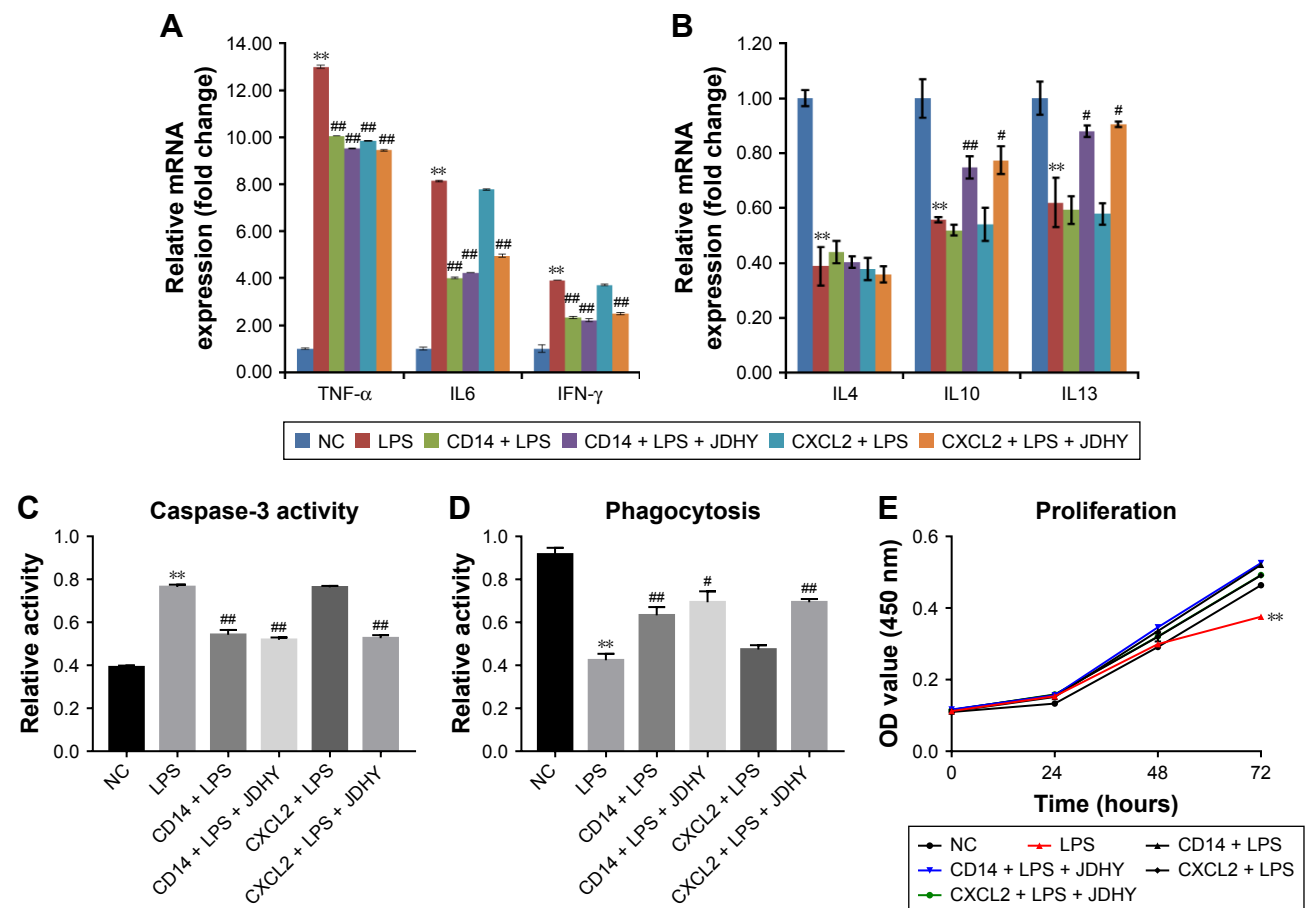 A
Relative mRNA
expression (fold change)
14.00
12.00
10.00
8.00
6.00
4.00
2.00
0.00
**
##
##
##
##
**
##
##
##
**
##
##
##
TNF-α IL6 IFN-γ
B
Relative mRNA
expression (fold change)
1.20
1.00
0.80
0.60
0.40
0.20
0.00
**
**
##
#
**
#
#
IL4 IL10 IL13
NC LPS CD14 + LPS CD14 + LPS + JDHY CXCL2 + LPS CXCL2 + LPS + JDHY
C
Caspase-3 activity
Relative activity
1.0
0.8
0.6
0.4
0.2
0.0
**
##
##
##
NC
LPS
CD14 + LPS
CD14 + LPS + JDHY
CXCL2 + LPS
CXCL2 + LPS + JDHY
D
Phagocytosis
Relative activity
1.0
0.8
0.6
0.4
0.2
0.0
**
##
#
##
NC
LPS
CD14 + LPS
CD14 + LPS + JDHY
CXCL2 + LPS
CXCL2 + LPS + JDHY
E
Proliferation
OD value (450 nm)
0.6
0.4
0.2
0.0
**
0 24 48 72
Time (hours)
NC LPS CD14 + LPS
CD14 + LPS + JDHY CXCL2 + LPS
CXCL2 + LPS + JDHY